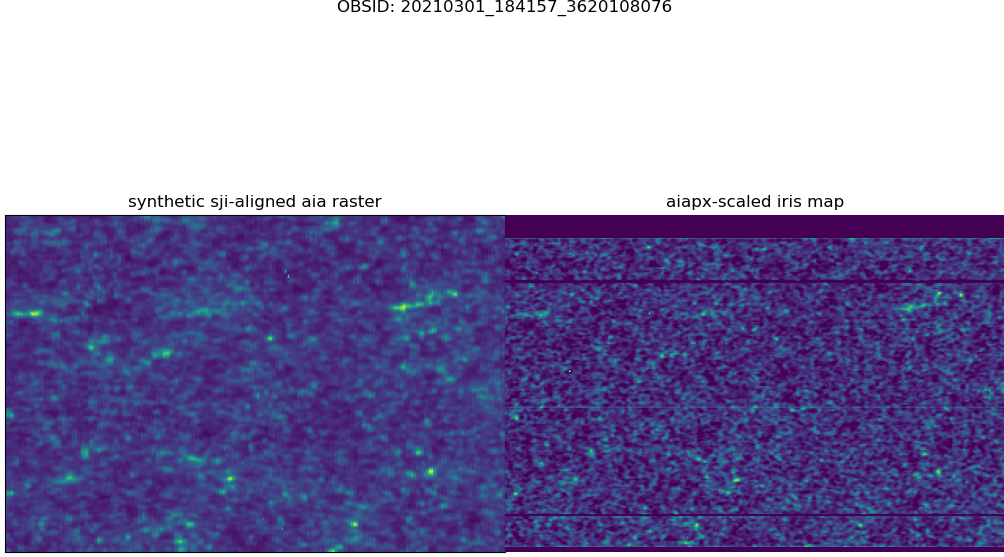 OBSID: 20210301_184157_3620108076
synthetic sji-aligned aia raster
aiapx-scaled iris map